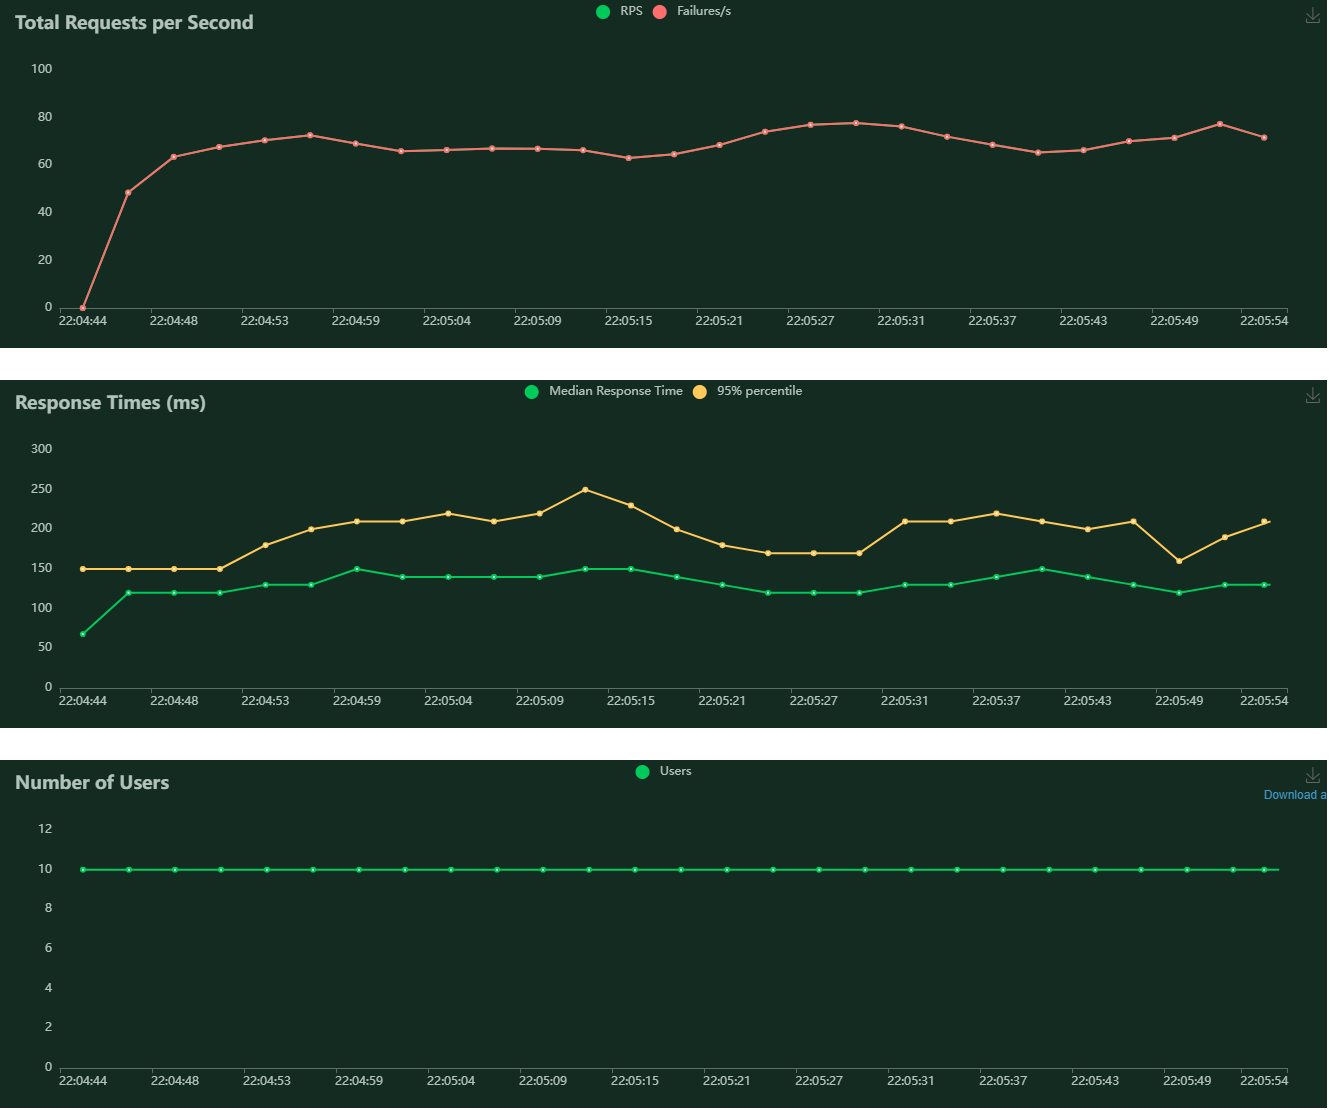 RPS Failures/s
Total Requests per Second
100
80
60
40
20
0
22:04:44 22:04:48 22:04:53 22:04:59 22:05:04 22:05:09 22:05:15 22:05:21 22:05:27 22:05:31 22:05:37 22:05:43 22:05:49 22:05:54
Median Response Time 95% percentile
Response Times (ms)
300
250
200
150
100
50
0
22:04:44 22:04:48 22:04:53 22:04:59 22:05:04 22:05:09 22:05:15 22:05:21 22:05:27 22:05:31 22:05:37 22:05:43 22:05:49 22:05:54
Users
Number of Users
Download a
12
10
8
6
4
2
0
22:04:44 22:04:48 22:04:53 22:04:59 22:05:04 22:05:09 22:05:15 22:05:21 22:05:27 22:05:31 22:05:37 22:05:43 22:05:49 22:05:54